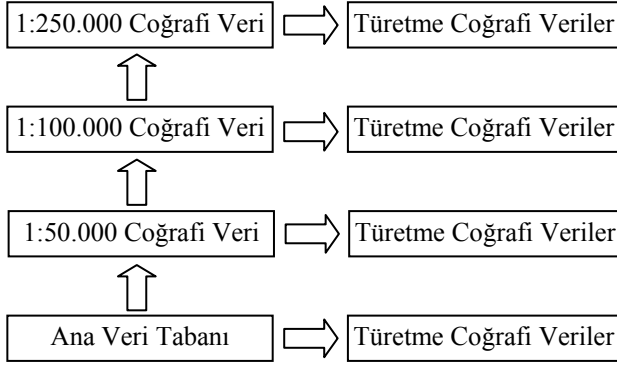 1:250.000 Coğrafi Veri
Türetme Coğrafi Veriler
1:100.000 Coğrafi Veri
Türetme Coğrafi Veriler
1:50.000 Coğrafi Veri
Türetme Coğrafi Veriler
Ana Veri Tabanı
Türetme Coğrafi Veriler